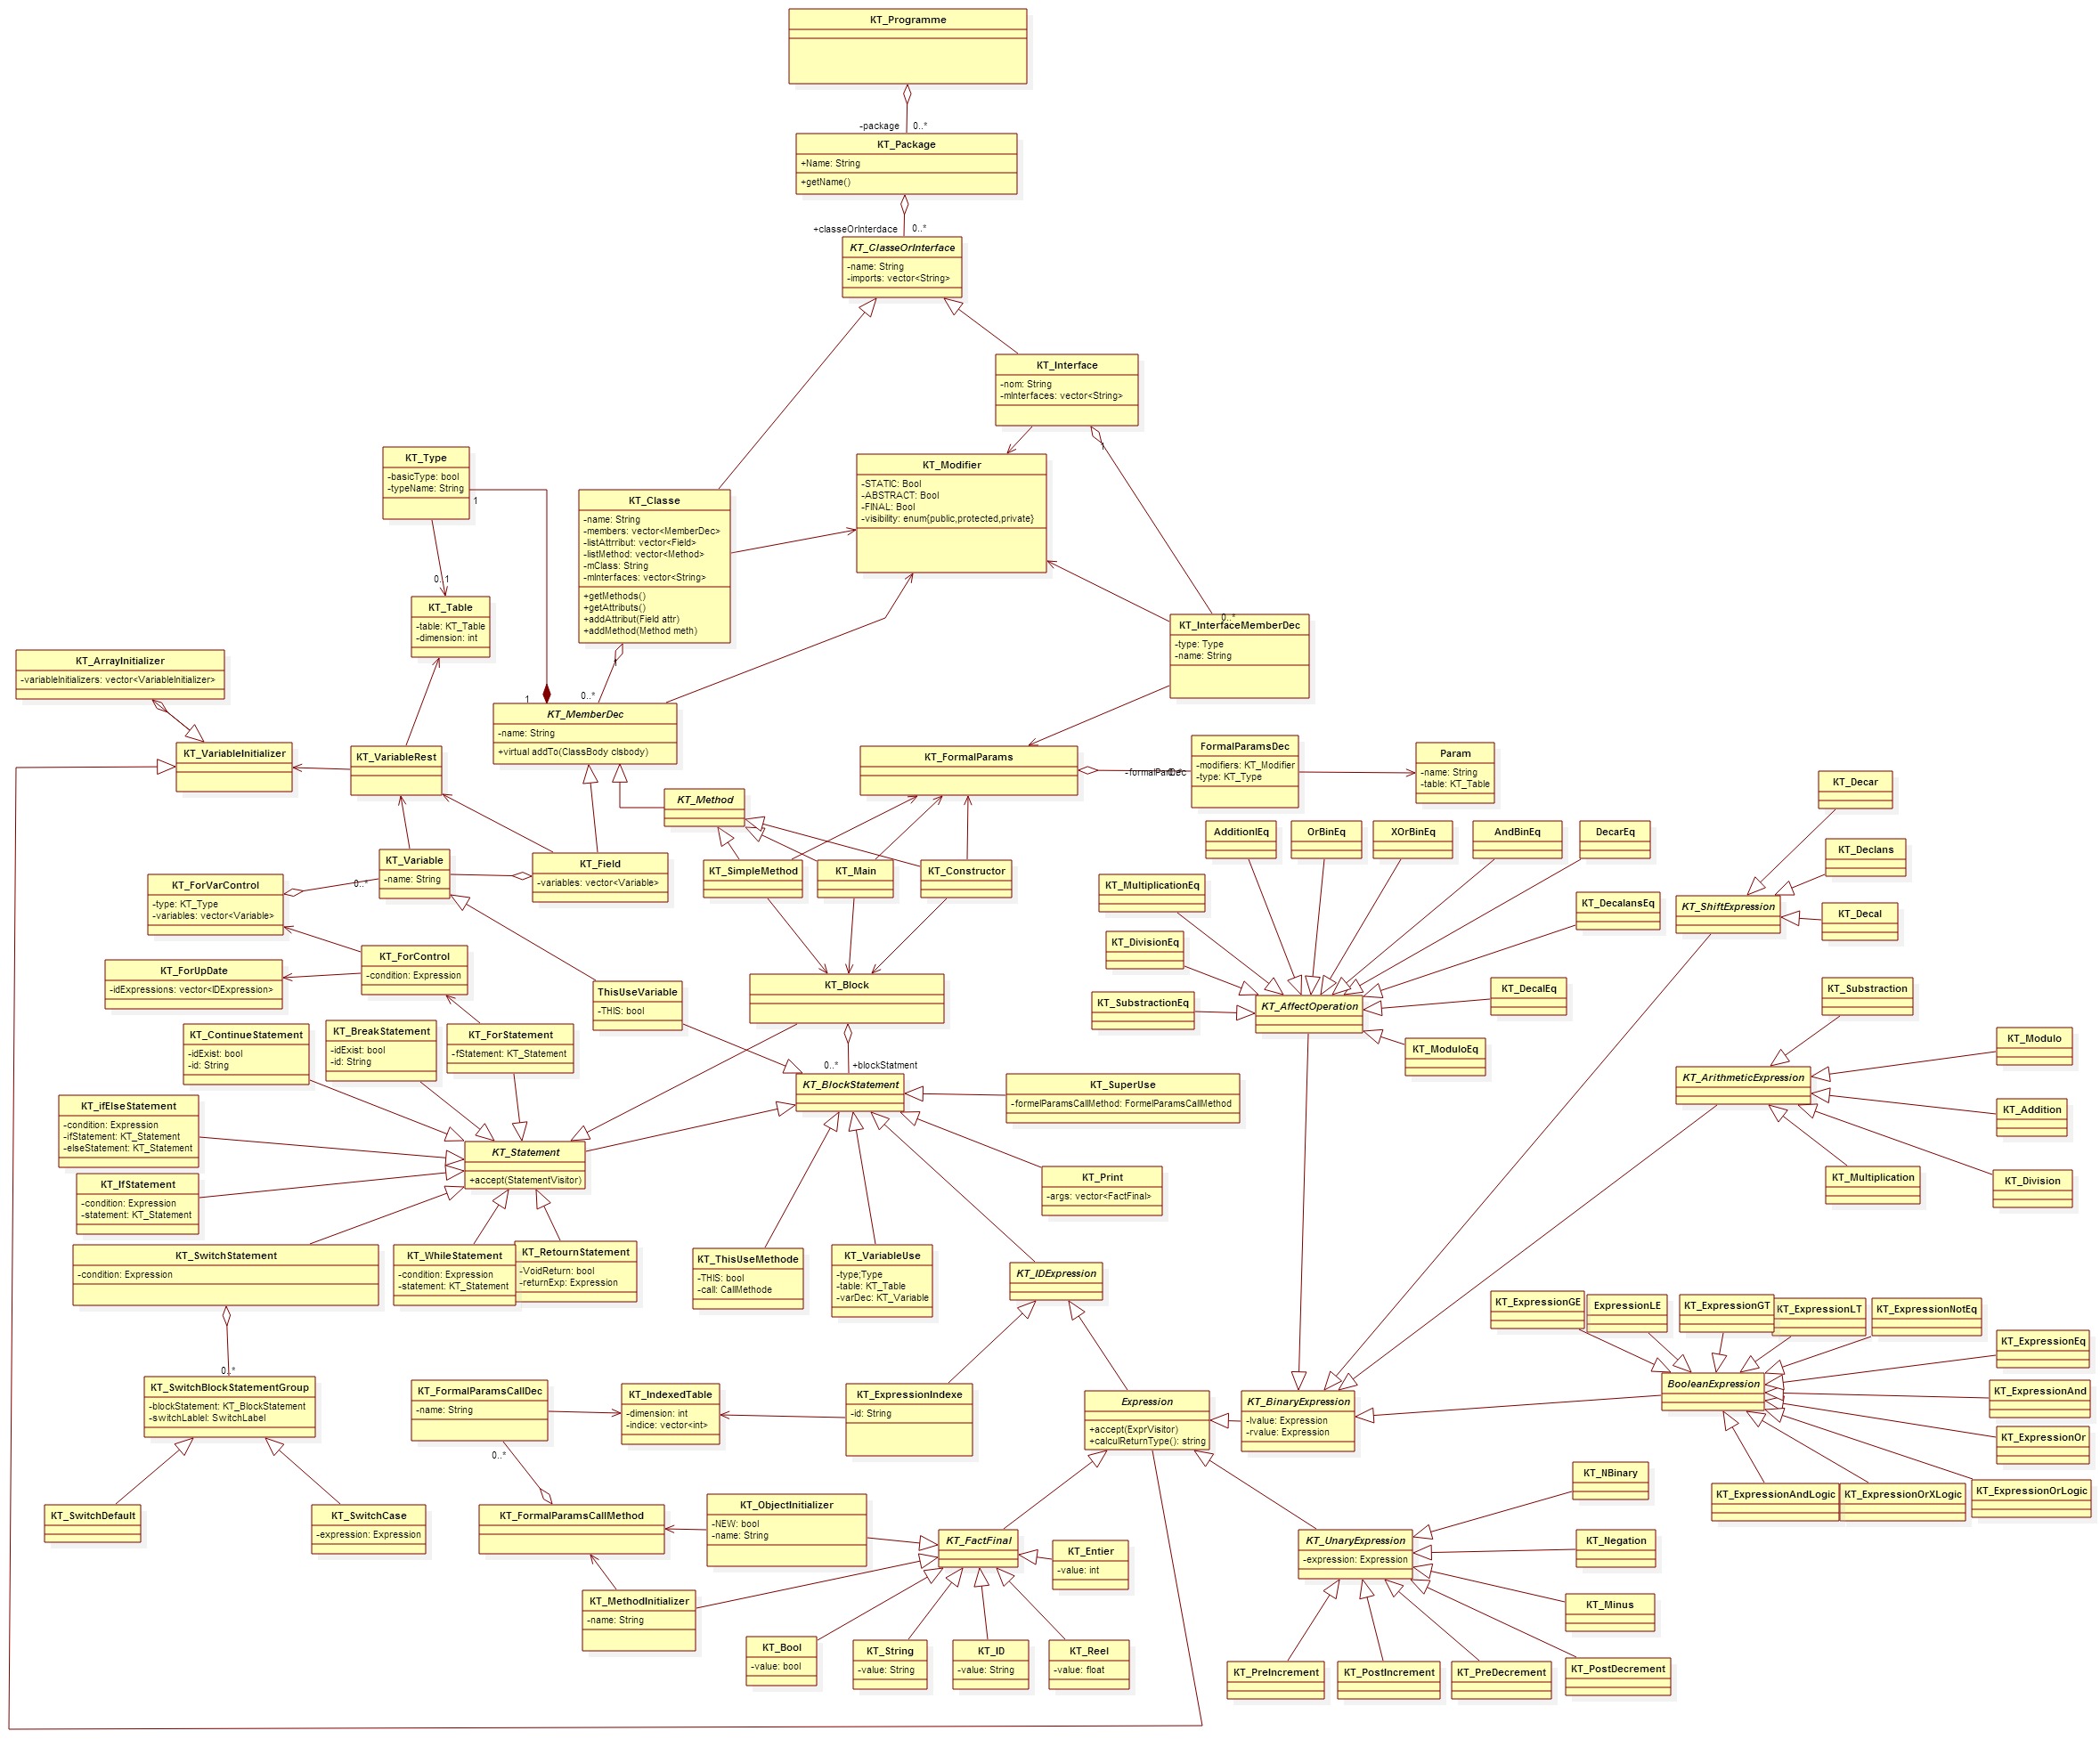 KT_Programme
-package
0..*
KT_Package
+Name: String
+getName()
+classeOrInterdace
0..*
KT_ClasseOrInterface
-name: String
-imports: vector<String>
KT_Interface
-nom: String
-mInterfaces: vector<String>
1
KT_Type
-basicType: bool
-typeName: String
1
KT_Modifier
-STATIC: Bool
-ABSTRACT: Bool
-FINAL: Bool
-visibility: enum{public,protected,private}
KT_Classe
-name: String
-members: vector<MemberDec>
-listAttrribut: vector<Field>
-listMethod: vector<Method>
-mClass: String
-mInterfaces: vector<String>
+getMethods()
+getAttributs()
+addAttribut(Field attr)
+addMethod(Method meth)
1
0..*
1
0..1
KT_Table
-table: KT_Table
-dimension: int
0..*
KT_InterfaceMemberDec
-type: Type
-name: String
KT_ArrayInitializer
-variableInitializers: vector<VariableInitializer>
KT_MemberDec
-name: String
+virtual addTo(ClassBody clsbody)
KT_VariableInitializer
KT_VariableRest
KT_FormalParams
-formalParDec
0..*
FormalParamsDec
-modifiers: KT_Modifier
-type: KT_Type
Param
-name: String
-table: KT_Table
KT_Method
KT_Decar
KT_Declans
KT_Decal
KT_ShiftExpression
AdditionIEq
OrBinEq
XOrBinEq
AndBinEq
DecarEq
KT_Variable
-name: String
KT_Field
-variables: vector<Variable>
KT_SimpleMethod
KT_Main
KT_Constructor
KT_MultiplicationEq
KT_DecalansEq
KT_ForVarControl
-type: KT_Type
-variables: vector<Variable>
0..*
KT_DivisionEq
KT_ForControl
-condition: Expression
KT_ForUpDate
-idExpressions: vector<IDExpression>
ThisUseVariable
-THIS: bool
KT_Block
KT_SubstractionEq
KT_AffectOperation
KT_DecalEq
KT_ModuloEq
KT_Substraction
KT_Modulo
KT_ArithmeticExpression
KT_Addition
KT_Multiplication
KT_Division
KT_ContinueStatement
-idExist: bool
-id: String
KT_BreakStatement
-idExist: bool
-id: String
KT_ForStatement
-fStatement: KT_Statement
0..*
+blockStatment
KT_BlockStatement
KT_SuperUse
-formelParamsCallMethod: FormelParamsCallMethod
KT_ifElseStatement
-condition: Expression
-ifStatement: KT_Statement
-elseStatement: KT_Statement
KT_Statement
+accept(StatementVisitor)
KT_IfStatement
-condition: Expression
-statement: KT_Statement
KT_Print
-args: vector<FactFinal>
KT_SwitchStatement
-condition: Expression
KT_WhileStatement
-condition: Expression
-statement: KT_Statement
KT_RetournStatement
-VoidReturn: bool
-returnExp: Expression
KT_ThisUseMethode
-THIS: bool
-call: CallMethode
KT_VariableUse
-type;Type
-table: KT_Table
-varDec: KT_Variable
KT_IDExpression
KT_ExpressionGE
ExpressionLE
KT_ExpressionGT
KT_ExpressionLT
KT_ExpressionNotEq
KT_ExpressionEq
0..*
KT_SwitchBlockStatementGroup
-blockStatement: KT_BlockStatement
-switchLablel: SwitchLabel
KT_FormalParamsCallDec
-name: String
KT_IndexedTable
-dimension: int
-indice: vector<int>
KT_ExpressionIndexe
-id: String
Expression
+accept(ExprVisitor)
+calculReturnType(): string
KT_BinaryExpression
-lvalue: Expression
-rvalue: Expression
BooleanExpression
KT_ExpressionAnd
KT_ExpressionOr
0..*
KT_NBinary
KT_ExpressionAndLogic
KT_ExpressionOrXLogic
KT_ExpressionOrLogic
KT_SwitchDefault
KT_SwitchCase
-expression: Expression
KT_FormalParamsCallMethod
KT_ObjectInitializer
-NEW: bool
-name: String
KT_FactFinal
KT_Entier
-value: int
KT_UnaryExpression
-expression: Expression
KT_Negation
KT_MethodInitializer
-name: String
KT_Minus
KT_Bool
-value: bool
KT_String
-value: String
KT_ID
-value: String
KT_Reel
-value: float
KT_PreIncrement
KT_PostIncrement
KT_PreDecrement
KT_PostDecrement